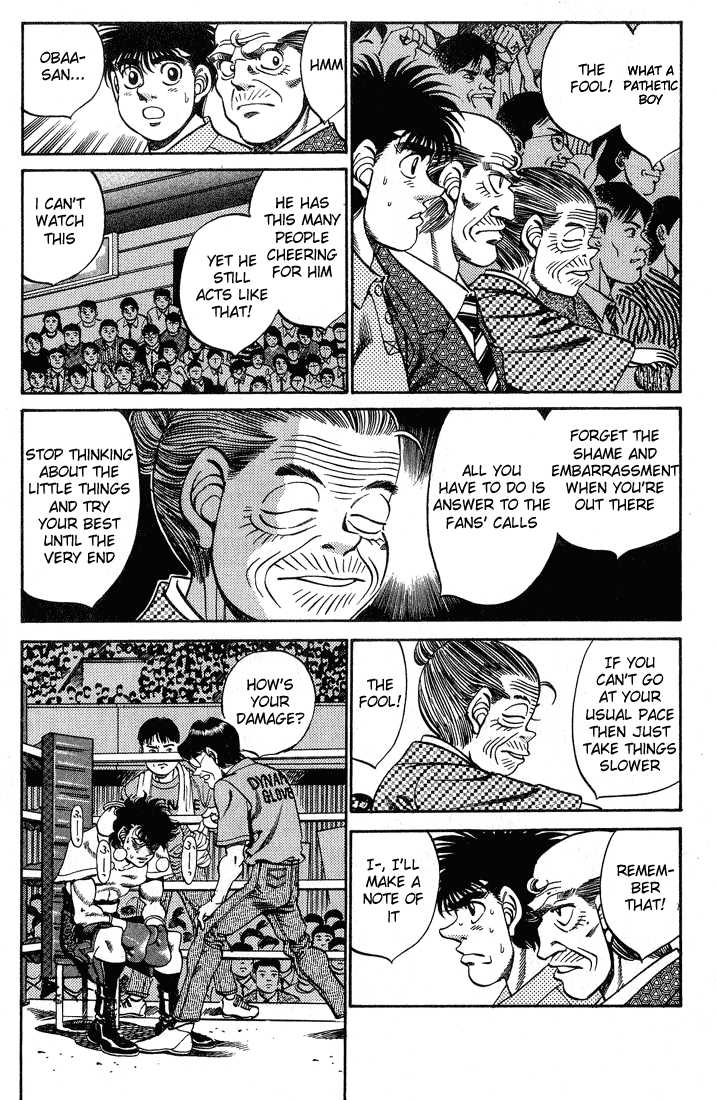 WHAT A
PATHETIC
BOY
THE
FOOL!
HMM
OBAA-
SAN...
HE HAS
THIS MANY
PEOPLE
CHEERING
FOR HIM
YET HE
STILL
ACTS LIKE
THAT!
I CAN'T
WATCH
THIS
FORGET THE
SHAME AND
EMBARRASSMENT
WHEN YOU'RE
OUT THERE
ALL YOU
HAVE TO DO IS
ANSWER TO THE
FANS' CALLS
STOP THINKING
ABOUT THE
LITTLE THINGS
AND TRY
YOUR BEST
UNTIL THE
VERY END
IF YOU
CAN'T GO
AT YOUR
USUAL PACE
THEN JUST
TAKE THINGS
SLOWER
THE
FOOL!
REMEM-
BER
THAT!
I-, I'LL
MAKE A
NOTE OF
IT
HOW'S
YOUR
DAMAGE?
DYNAM
GLOVE